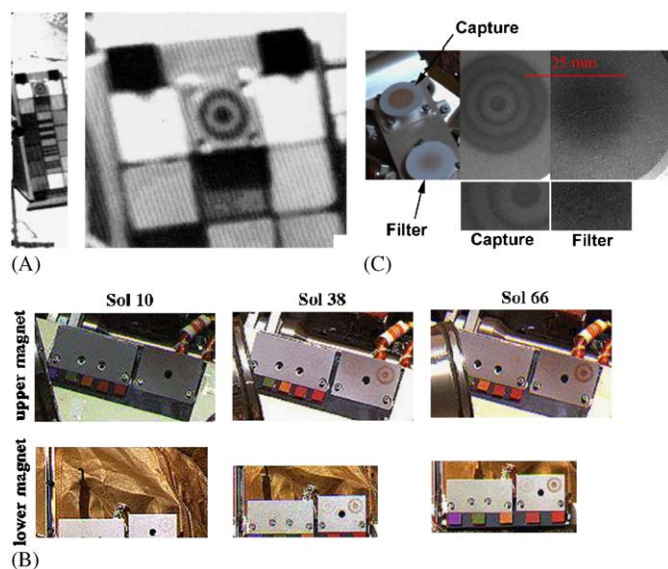 Capture
25 mm
Filter
Capture Filter
(A)
(C)
Sol 10 Sol 38 Sol 66
upper magnet
lower magnet
(B)